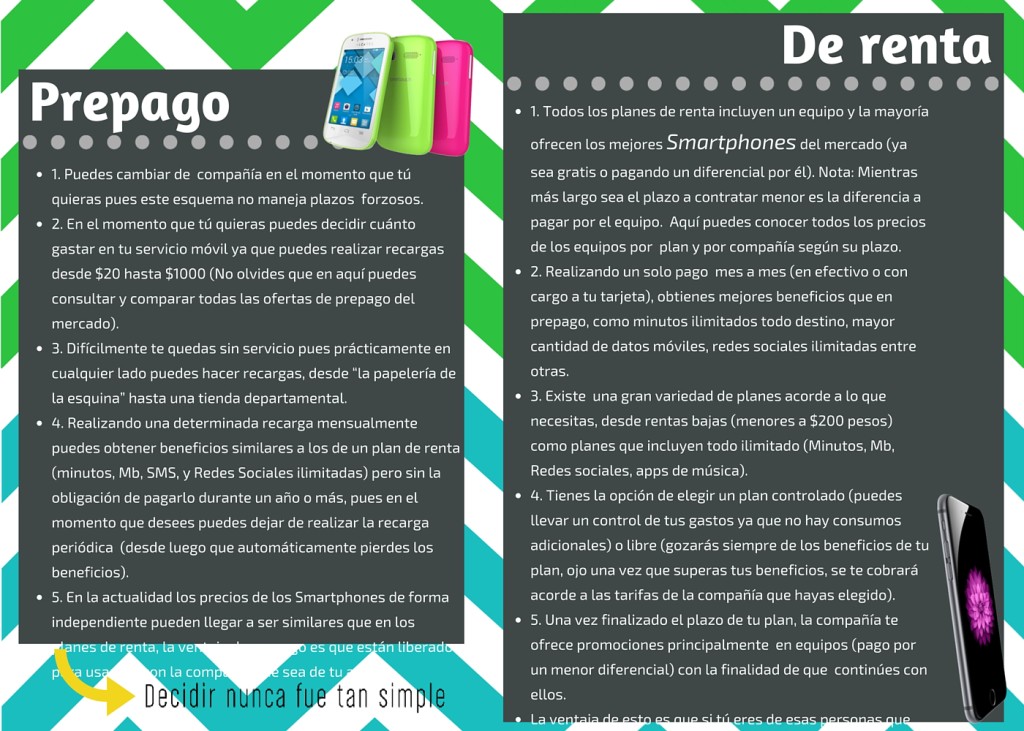 Prepago
• 1. Puedes cambiar de compañía en el momento que tú
quieras pues este esquema no maneja plazos forzosos.
• 2. En el momento que tú quieras puedes decidir cuánto
gastar en tu servicio móvil ya que puedes realizar recargas
desde $20 hasta $1000 (No olvides que en aquí puedes
consultar y comparar todas las ofertas de prepago del
mercado).
• 3. Difícilmente te quedas sin servicio pues prácticamente en
cualquier lado puedes hacer recargas, desde “la papelería de
la esquina” hasta una tienda departamental.
• 4. Realizando una determinada recarga mensualmente
puedes obtener beneficios similares a los de un plan de renta
(minutos, Mb, SMS, y Redes Sociales ilimitadas) pero sin la
obligación de pagarlo durante un año o más, pues en el
momento que desees puedes dejar de realizar la recarga
periódica (desde luego que automáticamente pierdes los
beneficios).
• 5. En la actualidad los precios de los Smartphones de forma
independiente pueden llegar a ser similares que en los
planes de renta, la es que están liberado
con la sea de tu
Decidir nunca fue tan simple
De renta
• 1. Todos los planes de renta incluyen un equipo y la mayoría
ofrecen los mejores Smartphones del mercado (ya
sea gratis o pagando un diferencial por él). Nota: Mientras
más largo sea el plazo a contratar menor es la diferencia a
pagar por el equipo. Aquí puedes conocer todos los precios
de los equipos por plan y por compañía según su plazo.
• 2. Realizando un solo pago mes a mes (en efectivo o con
cargo a tu tarjeta), obtienes mejores beneficios que en
prepago, como minutos ilimitados todo destino, mayor
cantidad de datos móviles, redes sociales ilimitadas entre
otras.
• 3. Existe una gran variedad de planes acorde a lo que
necesitas, desde rentas bajas (menores a $200 pesos)
como planes que incluyen todo ilimitado (Minutos, Mb,
Redes sociales, apps de música).
• 4. Tienes la opción de elegir un plan controlado (puedes
llevar un control de tus gastos ya que no hay consumos
adicionales) o libre (gozarás siempre de los beneficios de tu
plan, ojo una vez que superas tus beneficios, se te cobrará
acorde a las tarifas de la compañía que hayas elegido).
• 5. Una vez finalizado el plazo de tu plan, la compañía te
ofrece promociones principalmente en equipos (pago por
un menor diferencial) con la finalidad de que continúes con
ellos.
• La ventaja de esto es que si tú eres de esas personas que